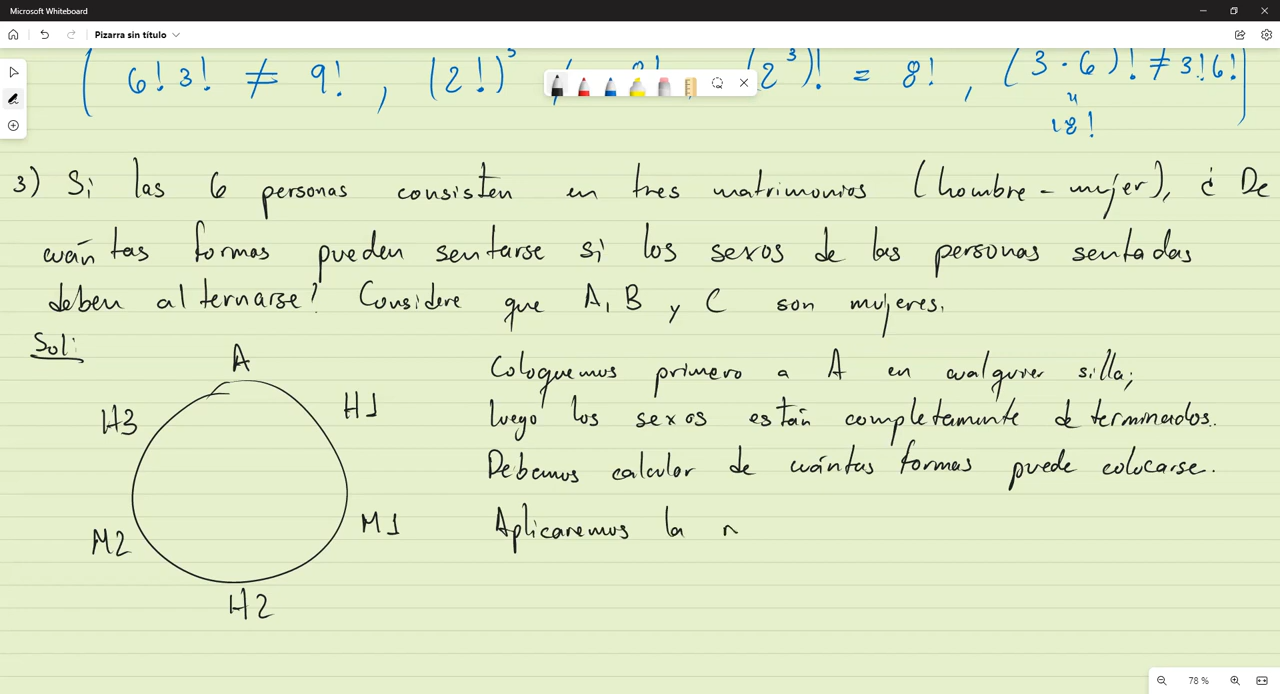 Microsoft Whiteboard
Pizarra sin título
6! 3! ≠ 9! , (2!)³ (2³)! = 8! , (3 · 6)! ≠ 3! 6!
18!
3) Si las 6 personas consisten en tres matrimonios (hombre - mujer), ¿ De
cuántas formas pueden sentarse si los sexos de las personas sentadas
deben alternarse? Considere que A, B y C son mujeres.
Sol:
A
H1
M1
H2
M2
H3
Coloquemos primero a A en cualquier silla;
luego los sexos están completamente determinados.
Debemos calcular de cuántas formas puede colocarse.
Aplicaremos la
78 %